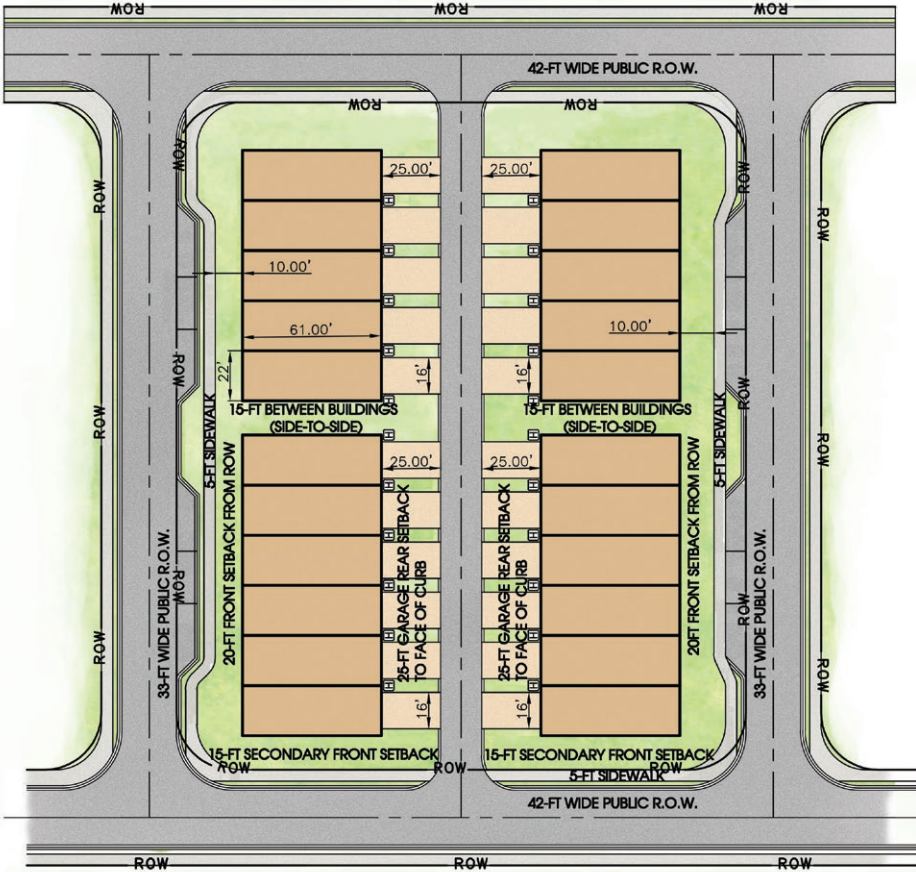 ROW ROW ROW
42-FT WIDE PUBLIC R.O.W.
ROW ROW
ROW
ROW
ROW
ROW
25.00' 25.00'
H H
H H
10.00'
H H
61.00'
10.00'
22'
H H
ROW
ROW
16' 16'
H H
15-FT BETWEEN BUILDINGS
(SIDE-TO-SIDE)
15-FT BETWEEN BUILDINGS
(SIDE-TO-SIDE)
ROW
ROW
5-FT SIDEWALK
5-FT SIDEWALK
H H
25.00' 25.00'
H H
20-FT FRONT SETBACK FROM ROW
25-FT GARAGE REAR SETBACK
TO FACE OF CURB
25-FT GARAGE REAR SETBACK
TO FACE OF CURB
20FT FRONT SETBACK FROM ROW
33-FT WIDE PUBLIC R.O.W.
33-FT WIDE PUBLIC R.O.W.
H H
H H
ROW
ROW
H H
ROW
ROW
H H
16' 16'
15-FT SECONDARY FRONT SETBACK
15-FT SECONDARY FRONT SETBACK
ROW ROW ROW
5-FT SIDEWALK
42-FT WIDE PUBLIC R.O.W.
ROW ROW ROW